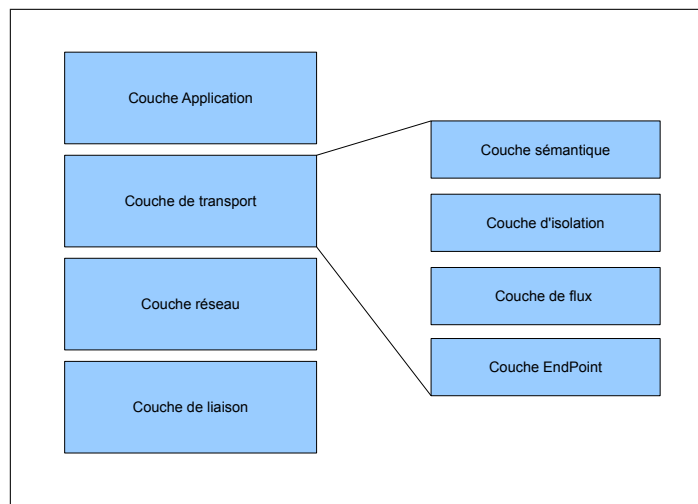 Couche Application
Couche de transport
Couche réseau
Couche de liaison
Couche sémantique
Couche d'isolation
Couche de flux
Couche EndPoint